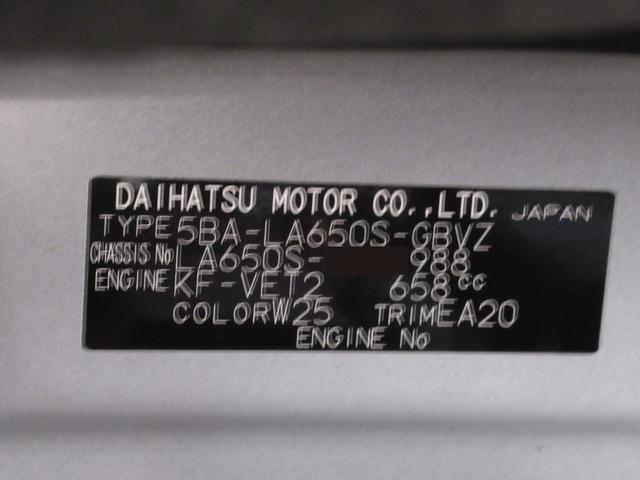 DAIHATSU MOTOR CO.,LTD. JAPAN
TYPE 5BA-LA650S-GBVZ
CHASSIS No LA650S- 988
ENGINE KF-VET2 658cc
COLOR W25 TRIM EA20
ENGINE No